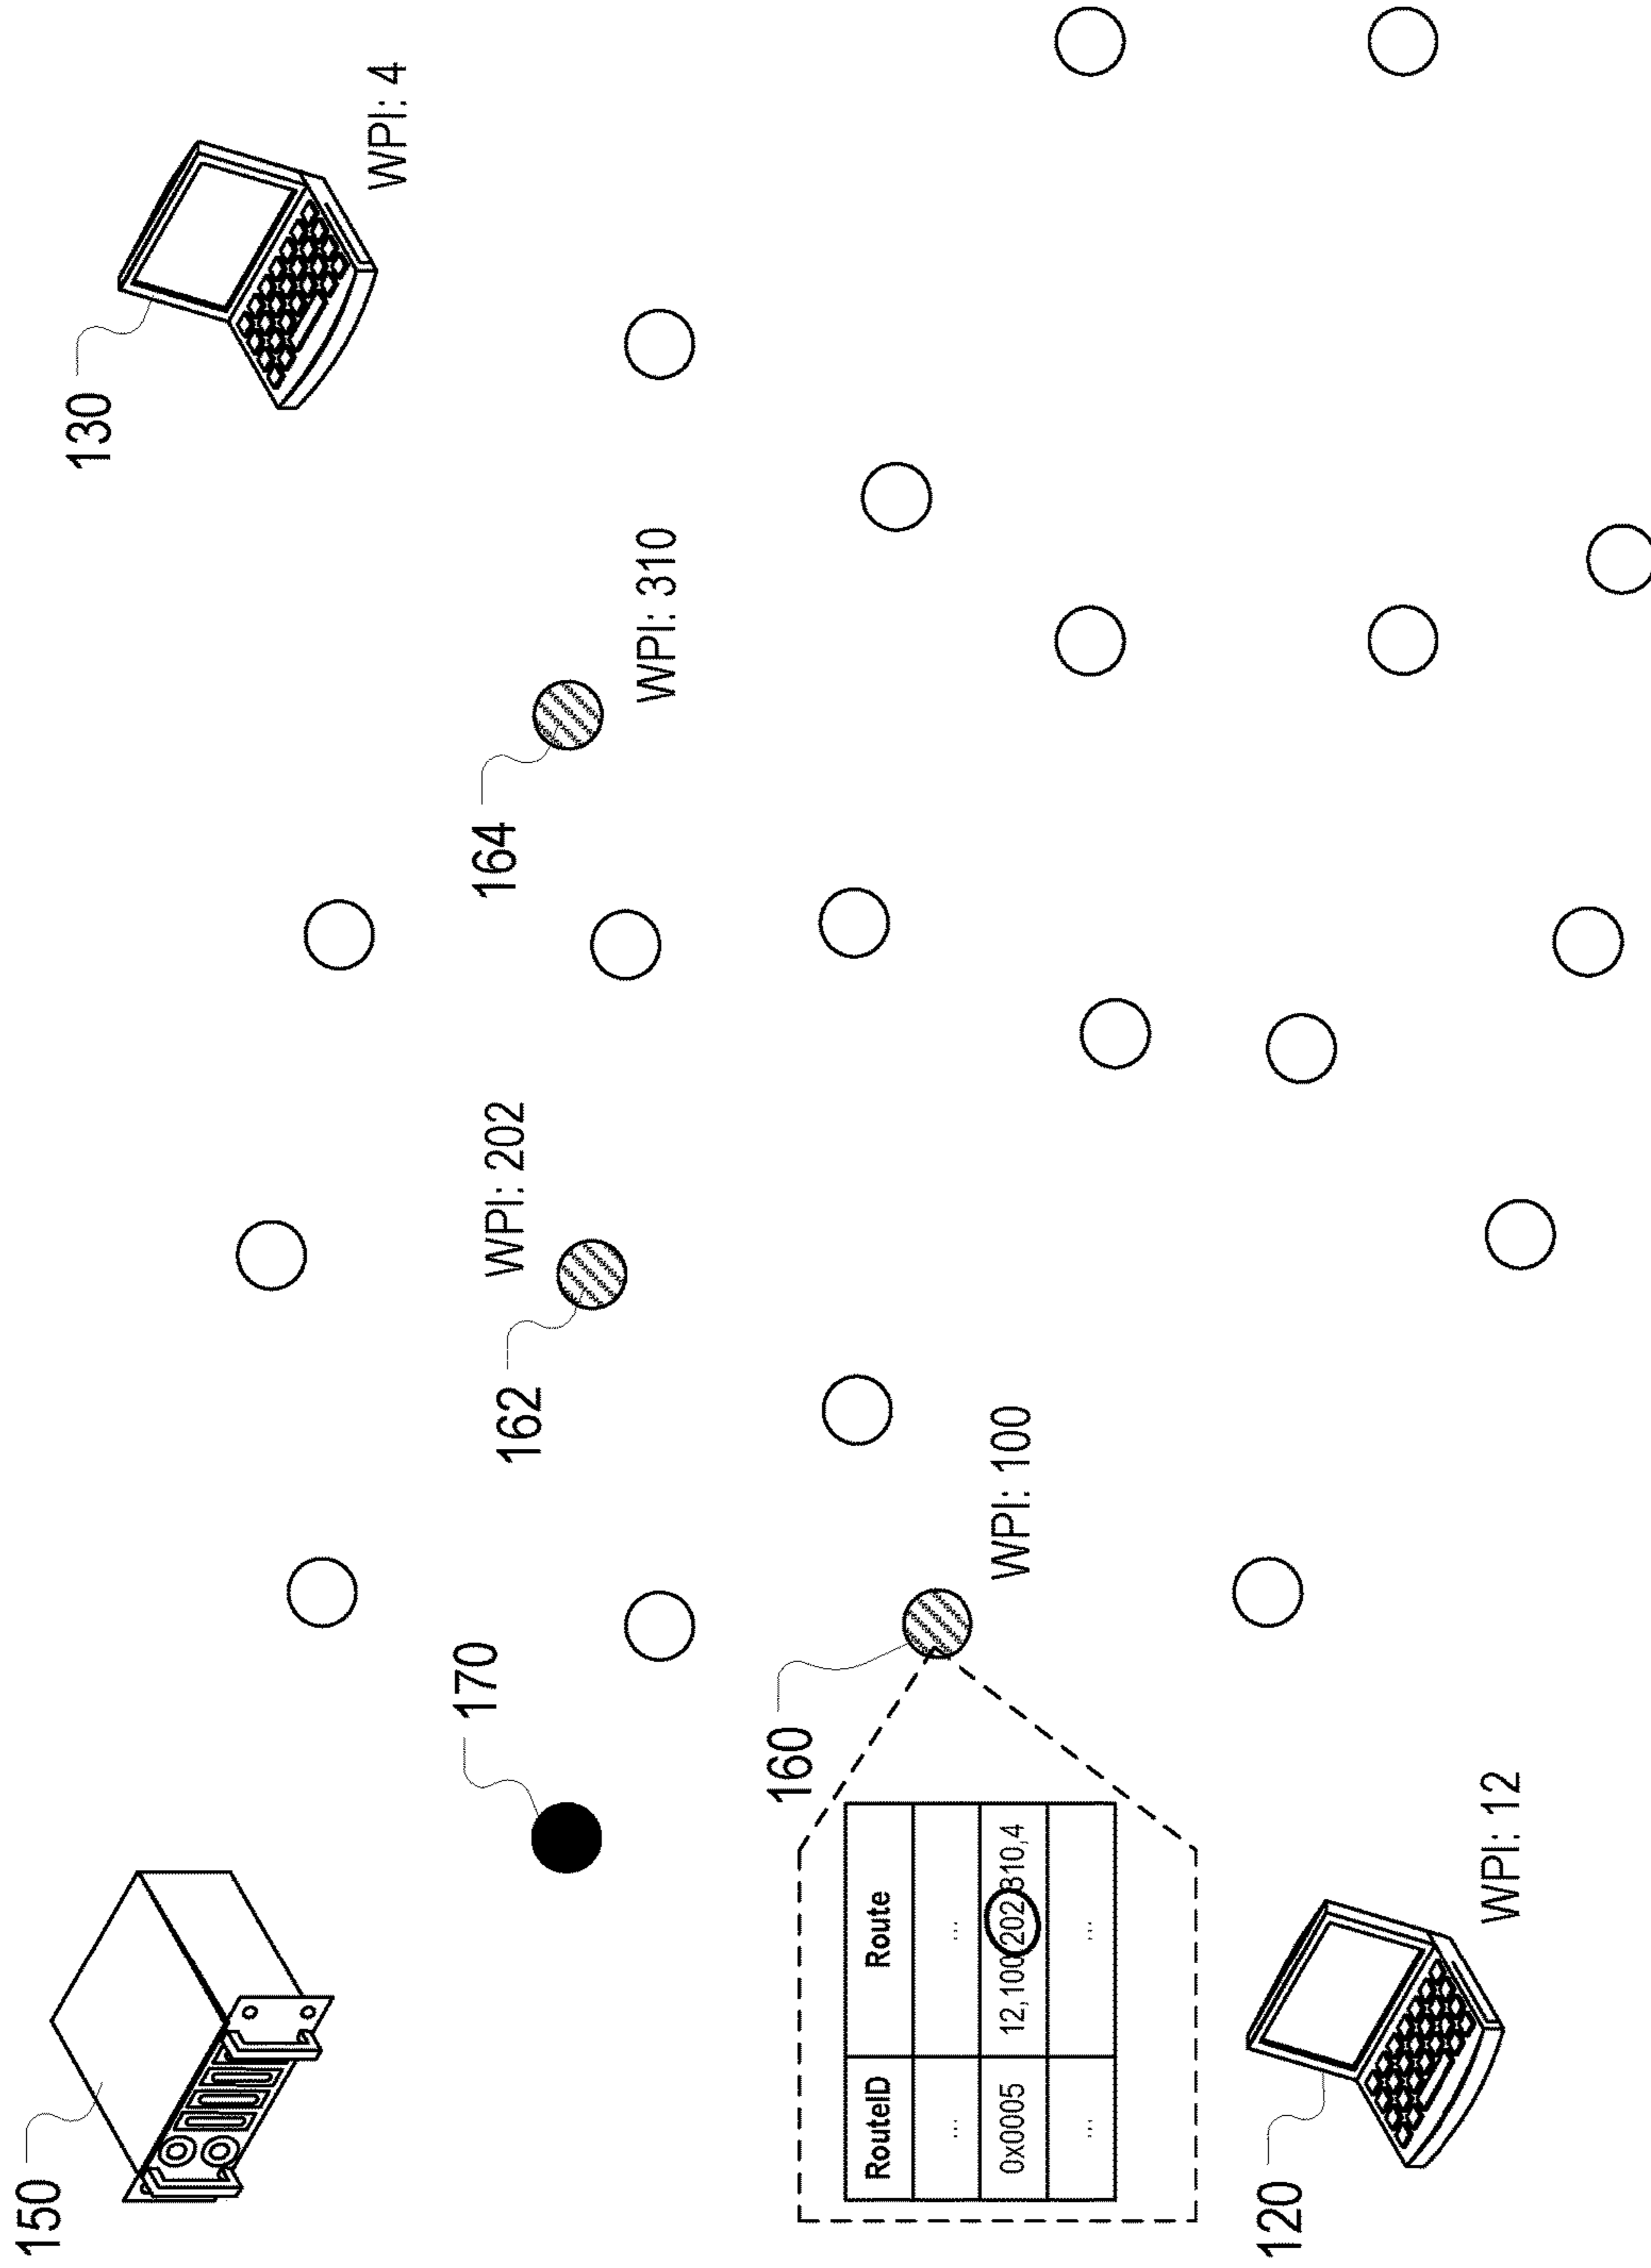 150
130
WPI: 4
170
164
WPI: 202
162
WPI: 310
160
RouteID Route
... ...
0x0005 12,100,202,310,4
... ...
WPI: 100
120
WPI: 12